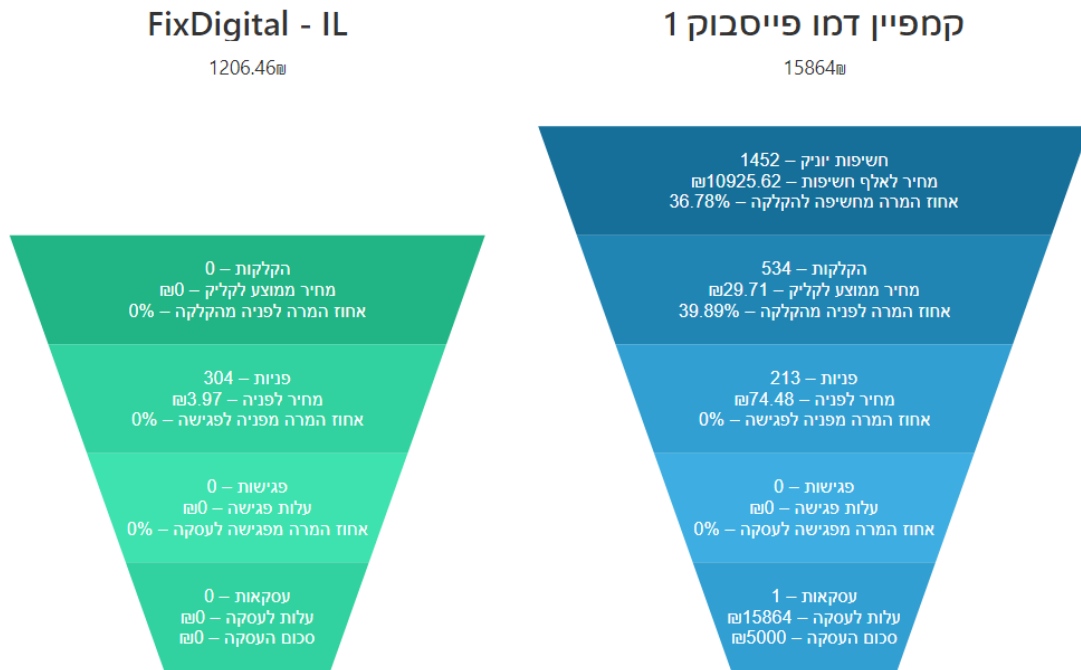 קמפיין דמו פייסבוק 1
15864₪
חשיפות יוניק – 1452
מחיר לאלף חשיפות – 10925.62₪
אחוז המרה מחשיפה להקלקה – 36.78%
הקלקות – 534
מחיר ממוצע לקליק – 29.71₪
אחוז המרה לפניה מהקלקה – 39.89%
פניות – 213
מחיר לפניה – 74.48₪
אחוז המרה מפניה לפגישה – 0%
פגישות – 0
עלות פגישה – 0₪
אחוז המרה מפגישה לעסקה – 0%
עסקאות – 1
עלות לעסקה – 15864₪
סכום העסקה – 5000₪
FixDigital - IL
1206.46₪
הקלקות – 0
מחיר ממוצע לקליק – 0₪
אחוז המרה לפניה מהקלקה – 0%
פניות – 304
מחיר לפניה – 3.97₪
אחוז המרה מפניה לפגישה – 0%
פגישות – 0
עלות פגישה – 0₪
אחוז המרה מפגישה לעסקה – 0%
עסקאות – 0
עלות לעסקה – 0₪
סכום העסקה – 0₪